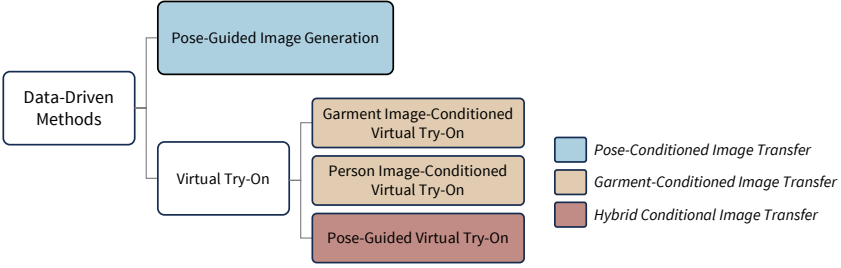 Pose-Guided Image Generation
Data-Driven
Methods
Virtual Try-On
Garment Image-Conditioned
Virtual Try-On
Person Image-Conditioned
Virtual Try-On
Pose-Guided Virtual Try-On
Pose-Conditioned Image Transfer
Garment-Conditioned Image Transfer
Hybrid Conditional Image Transfer